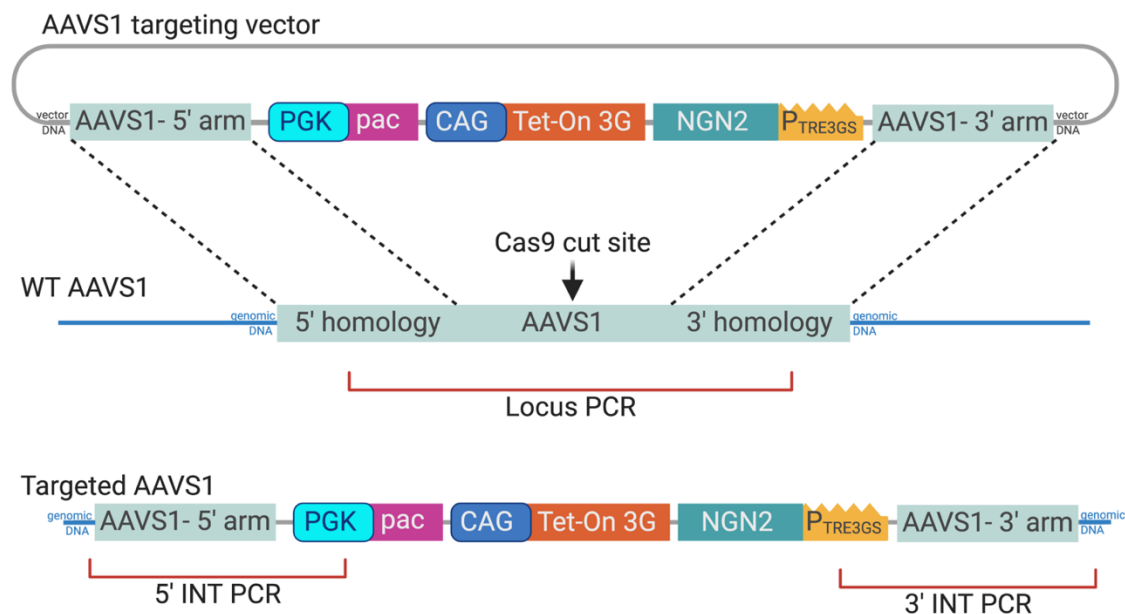 AAVS1 targeting vector
vector
DNA
AAVS1- 5' arm
PGK
pac
CAG
Tet-On 3G
NGN2
PTRE3GS
AAVS1- 3' arm
vector
DNA
Cas9 cut site
WT AAVS1
genomic
DNA
5' homology
AAVS1
3' homology
genomic
DNA
Locus PCR
Targeted AAVS1
genomic
DNA
AAVS1- 5' arm
PGK
pac
CAG
Tet-On 3G
NGN2
PTRE3GS
AAVS1- 3' arm
genomic
DNA
5' INT PCR
3' INT PCR